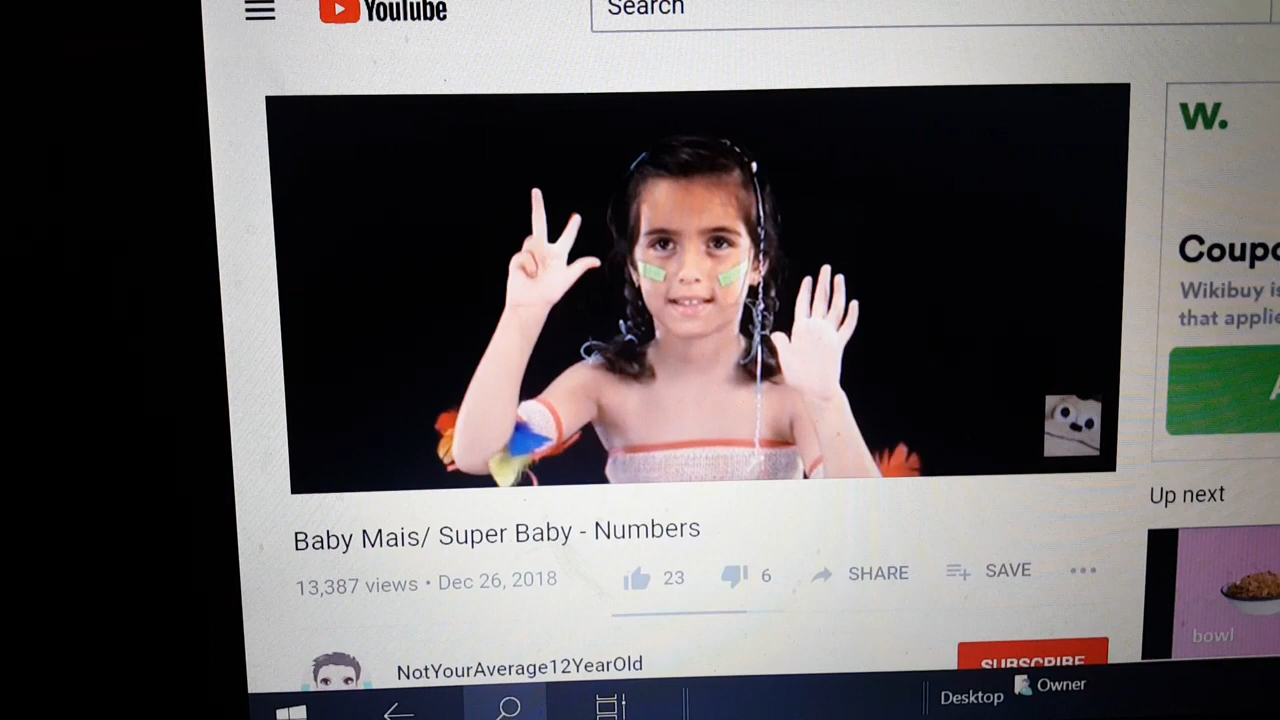 YouTube
Search
W.
Coupo
Wikibuy is
that applie
Baby Mais/ Super Baby - Numbers
13,387 views • Dec 26, 2018
23
6
SHARE
SAVE
Up next
bowl
NotYourAverage12YearOld
SUBSCRIBE
Desktop
Owner